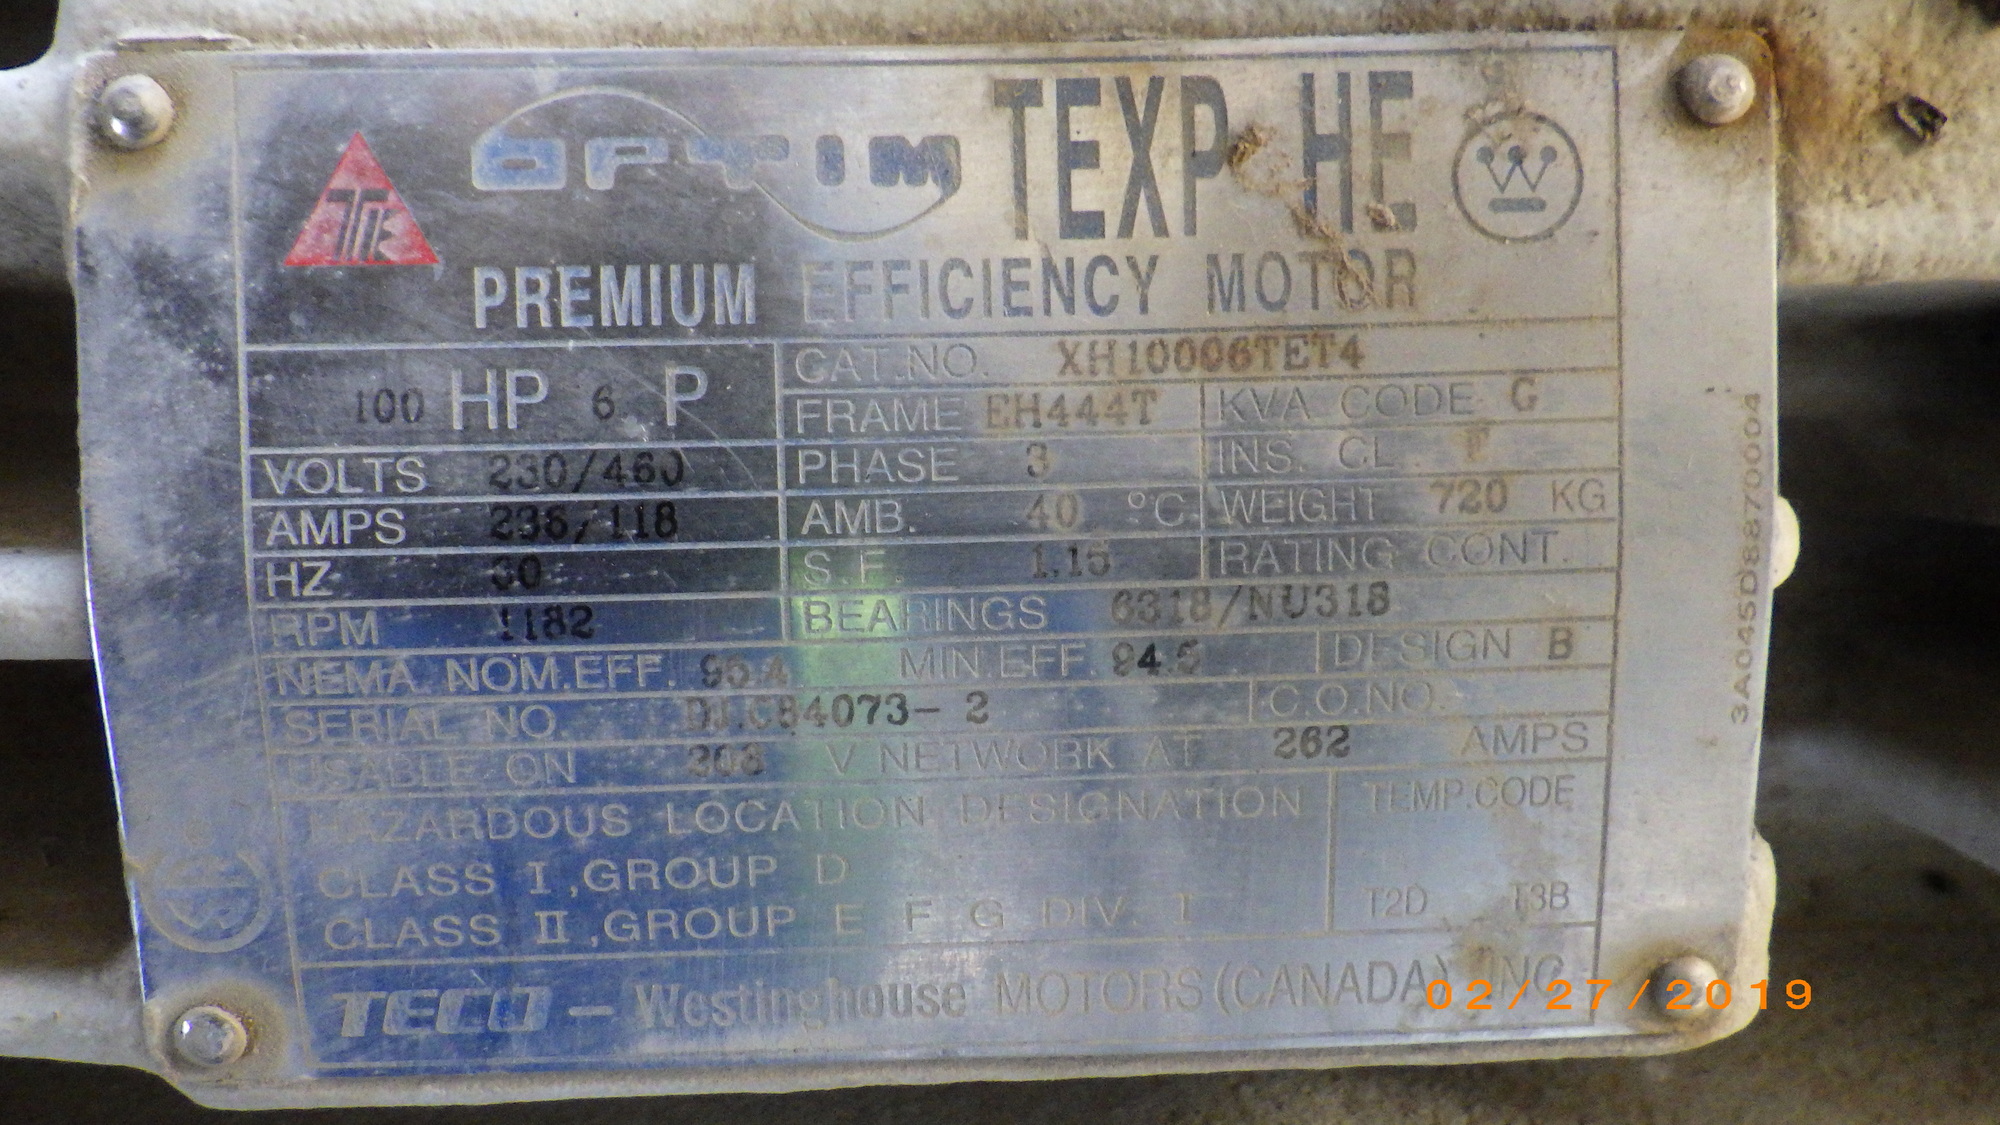 OPTIM TEXP HE
PREMIUM EFFICIENCY MOTOR
100 HP 6 P
CAT.NO. XH10006TET4
FRAME EH444T KVA CODE G
VOLTS 230/460 PHASE 3 INS. CL. F
AMPS 236/118 AMB. 40 °C WEIGHT 720 KG
HZ 60 S.F. 1.15 RATING CONT.
RPM 1182 BEARINGS 6318/NU318
NEMA NOM.EFF. MIN.EFF. 94.5 DESIGN B
SERIAL NO. C.O.NO.
USABLE ON 208 V NETWORK AT 262 AMPS
HAZARDOUS LOCATION DESIGNATION TEMP.CODE
CLASS I ,GROUP D
CLASS II ,GROUP E F G DIV. I T2D T3B
TECO – Westinghouse MOTORS (CANADA) INC.
3A045D8870004
02/27/2019